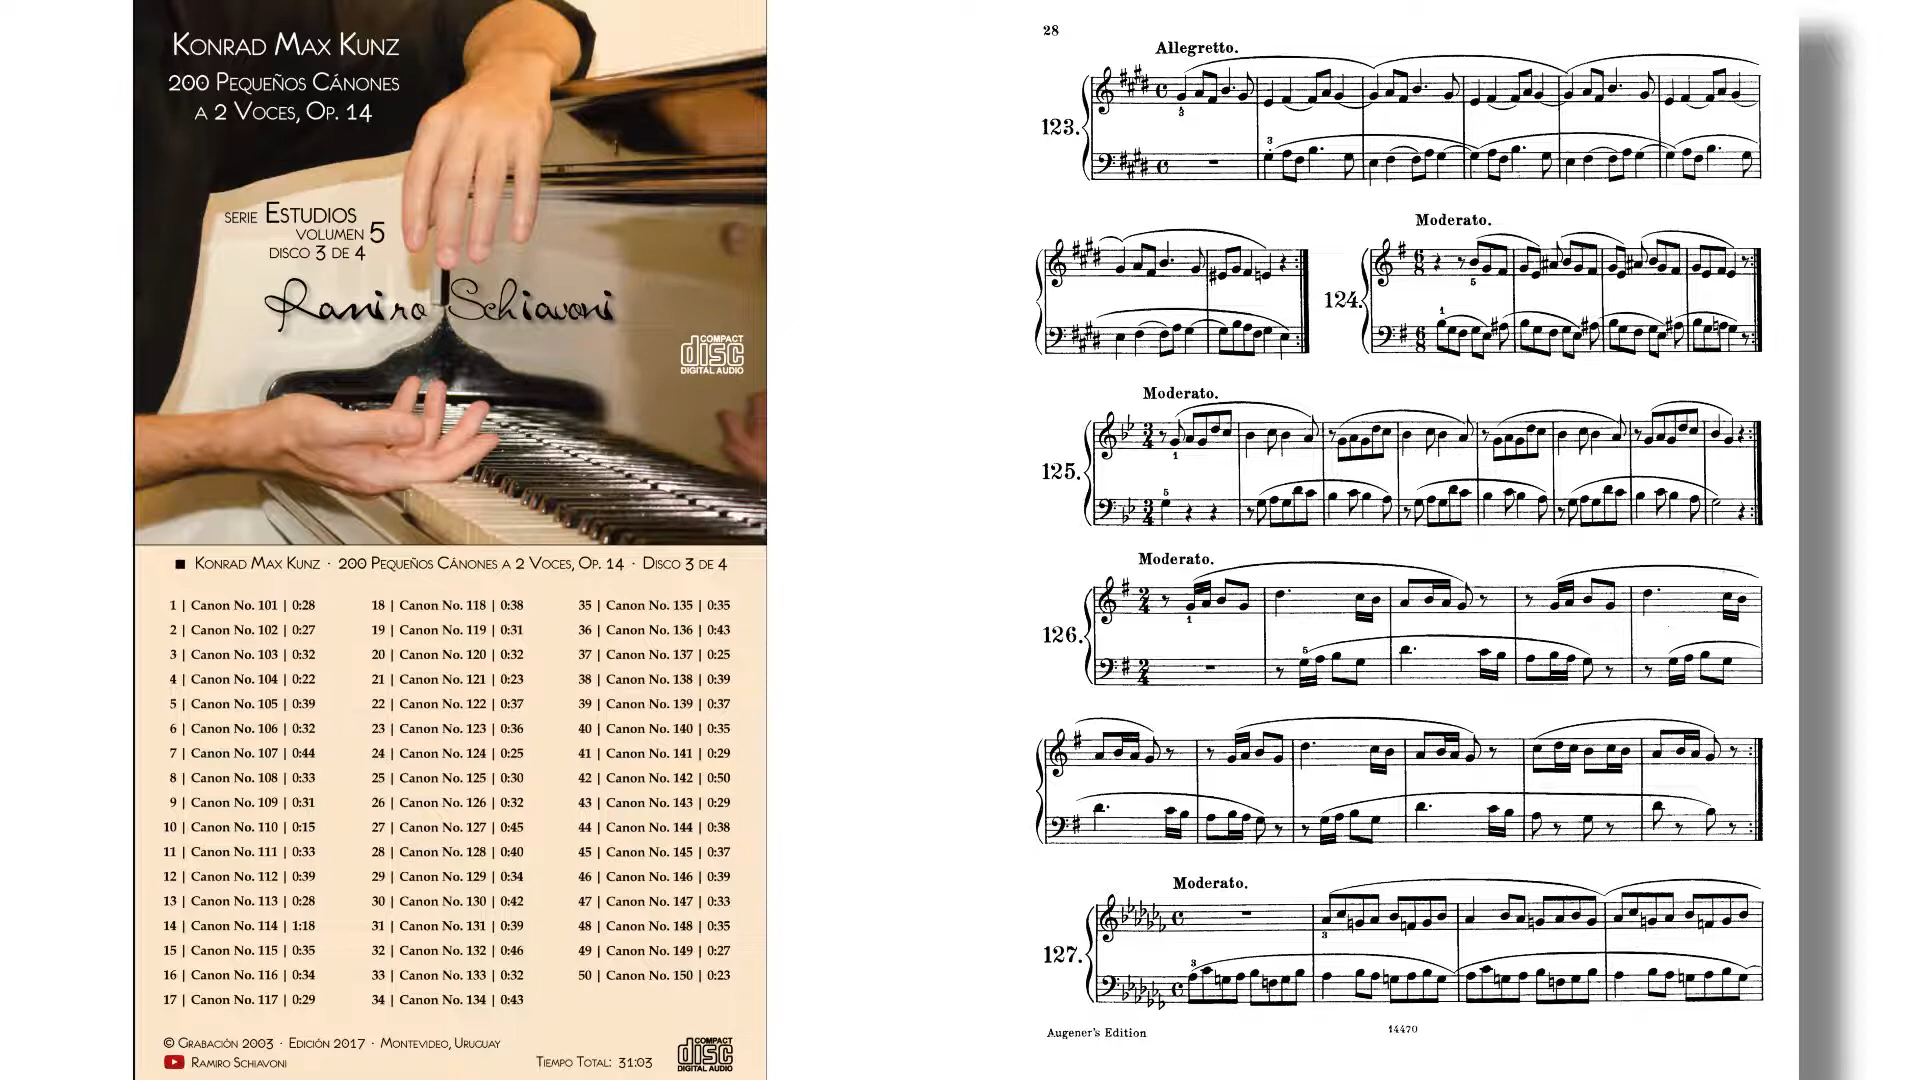 KONRAD MAX KUNZ
200 PEQUEÑOS CÁNONES
A 2 VOCES, OP. 14
SERIE ESTUDIOS
VOLUMEN 5
DISCO 3 DE 4
Ramiro Schiavoni
COMPACT
disc
DIGITAL AUDIO
■ KONRAD MAX KUNZ · 200 PEQUEÑOS CÁNONES A 2 VOCES, OP. 14 · DISCO 3 DE 4
1 | Canon No. 101 | 0:28
2 | Canon No. 102 | 0:27
3 | Canon No. 103 | 0:32
4 | Canon No. 104 | 0:22
5 | Canon No. 105 | 0:39
6 | Canon No. 106 | 0:32
7 | Canon No. 107 | 0:44
8 | Canon No. 108 | 0:33
9 | Canon No. 109 | 0:31
10 | Canon No. 110 | 0:15
11 | Canon No. 111 | 0:33
12 | Canon No. 112 | 0:39
13 | Canon No. 113 | 0:28
14 | Canon No. 114 | 1:18
15 | Canon No. 115 | 0:35
16 | Canon No. 116 | 0:34
17 | Canon No. 117 | 0:29
18 | Canon No. 118 | 0:38
19 | Canon No. 119 | 0:31
20 | Canon No. 120 | 0:32
21 | Canon No. 121 | 0:23
22 | Canon No. 122 | 0:37
23 | Canon No. 123 | 0:36
24 | Canon No. 124 | 0:25
25 | Canon No. 125 | 0:30
26 | Canon No. 126 | 0:32
27 | Canon No. 127 | 0:45
28 | Canon No. 128 | 0:40
29 | Canon No. 129 | 0:34
30 | Canon No. 130 | 0:42
31 | Canon No. 131 | 0:39
32 | Canon No. 132 | 0:46
33 | Canon No. 133 | 0:32
34 | Canon No. 134 | 0:43
35 | Canon No. 135 | 0:35
36 | Canon No. 136 | 0:43
37 | Canon No. 137 | 0:25
38 | Canon No. 138 | 0:39
39 | Canon No. 139 | 0:37
40 | Canon No. 140 | 0:35
41 | Canon No. 141 | 0:29
42 | Canon No. 142 | 0:50
43 | Canon No. 143 | 0:29
44 | Canon No. 144 | 0:38
45 | Canon No. 145 | 0:37
46 | Canon No. 146 | 0:39
47 | Canon No. 147 | 0:33
48 | Canon No. 148 | 0:35
49 | Canon No. 149 | 0:27
50 | Canon No. 150 | 0:23
© GRABACIÓN 2003 · EDICIÓN 2017 · MONTEVIDEO, URUGUAY
RAMIRO SCHIAVONI
TIEMPO TOTAL: 31:03
COMPACT
disc
DIGITAL AUDIO
28
Allegretto.
123.
Moderato.
124.
Moderato.
125.
Moderato.
126.
Moderato.
127.
Augener's Edition
14470